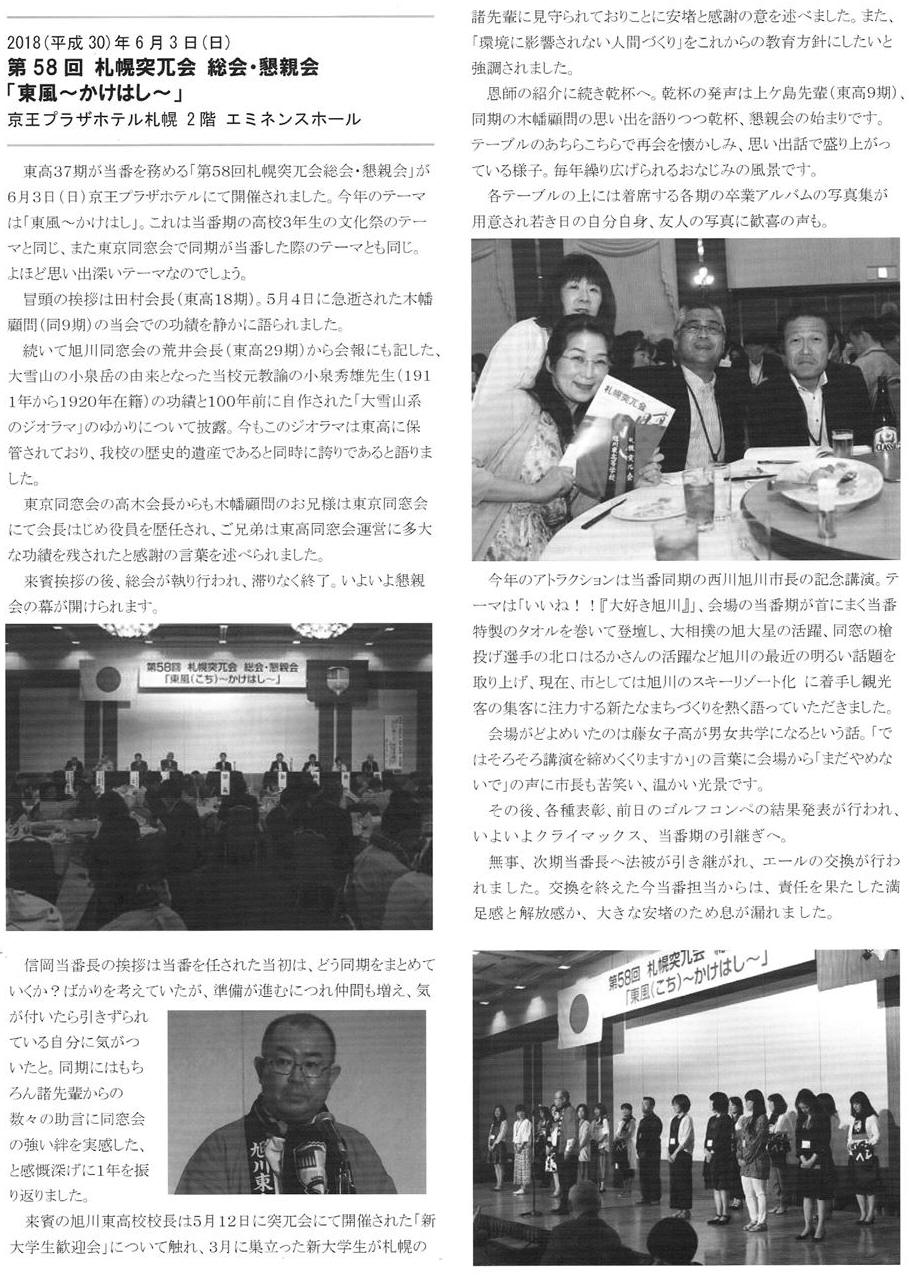 2018(平成30)年6月3日(日)
第58回 札幌突兀会 総会・懇親会
「東風～かけはし～」
京王プラザホテル札幌 2階 エミネンスホール
東高37期が当番を務める「第58回札幌突兀会総会・懇親会」が
6月3日(日)京王プラザホテルにて開催されました。今年のテーマ
は「東風～かけはし」。これは当番期の高校3年生の文化祭のテー
マと同じ、また東京同窓会で同期が当番した際のテーマとも同じ。
よほど思い出深いテーマなのでしょう。
冒頭の挨拶は田村会長(東高18期)。5月4日に急逝された木幡
顧問(同9期)の当会での功績を静かに語られました。
続いて旭川同窓会の荒井会長(東高29期)から会報にも記した、
大雪山の小泉岳の由来となった当校元教諭の小泉秀雄先生(191
1年から1920年在籍)の功績と100年前に自作された「大雪山系
のジオラマ」のゆかりについて披露。今もこのジオラマは東高に保
管されており、我校の歴史的遺産であると同時に誇りであると語りま
した。
東京同窓会の高木会長からも木幡顧問のお兄様は東京同窓会
にて会長はじめ役員を歴任され、ご兄弟は東高同窓会運営に多大
な功績を残されたと感謝の言葉を述べられました。
来賓挨拶の後、総会が執り行われ、滞りなく終了。いよいよ懇親
会の幕が開けられます。
第58回 札幌突兀会 総会・懇親会
「東風(こち)～かけはし～」
信岡当番長の挨拶は当番を任された当初は、どう同期をまとめて
いくか？ばかりを考えていたが、準備が進むにつれ仲間も増え、気
が付いたら引きずられ
ている自分に気がつ
いたと。同期にはもち
ろん諸先輩からの
数々の助言に同窓会
の強い絆を実感した、
と感慨深げに1年を振
り返りました。
旭川東
来賓の旭川東高校校長は5月12日に突兀会にて開催された「新
大学生歓迎会」について触れ、3月に巣立った新大学生が札幌の
諸先輩に見守られておりことに安堵と感謝の意を述べました。また、
「環境に影響されない人間づくり」をこれからの教育方針にしたいと
強調されました。
恩師の紹介に続き乾杯へ。乾杯の発声は上ケ島先輩(東高9期)、
同期の木幡顧問の思い出を語りつつ乾杯、懇親会の始まりです。
テーブルのあちらこちらで再会を懐かしみ、思い出話で盛り上がっ
ている様子。毎年繰り広げられるおなじみの風景です。
各テーブルの上には着席する各期の卒業アルバムの写真集が
用意され若き日の自分自身、友人の写真に歓喜の声も。
札幌突兀会
札幌突兀会
旭川東高等学校
CLASSIC
今年のアトラクションは当番同期の西川旭川市長の記念講演。テ
ーマは「いいね！！『大好き旭川』」、会場の当番期が首にまく当番
特製のタオルを巻いて登壇し、大相撲の旭大星の活躍、同窓の槍
投げ選手の北口はるかさんの活躍など旭川の最近の明るい話題を
取り上げ、現在、市としては旭川のスキーリゾート化 に着手し観光
客の集客に注力する新たなまちづくりを熱く語っていただきました。
会場がどよめいたのは藤女子高が男女共学になるという話。「で
はそろそろ講演を締めくくりますか」の言葉に会場から「まだやめな
いで」の声に市長も苦笑い、温かい光景です。
その後、各種表彰、前日のゴルフコンペの結果発表が行われ、
いよいよクライマックス、当番期の引継ぎへ。
無事、次期当番長へ法被が引き継がれ、エールの交換が行わ
れました。交換を終えた今当番担当からは、責任を果たした満
足感と解放感か、大きな安堵のため息が漏れました。
第58回 札幌突兀会 総
「東風(こち)～かけはし～」